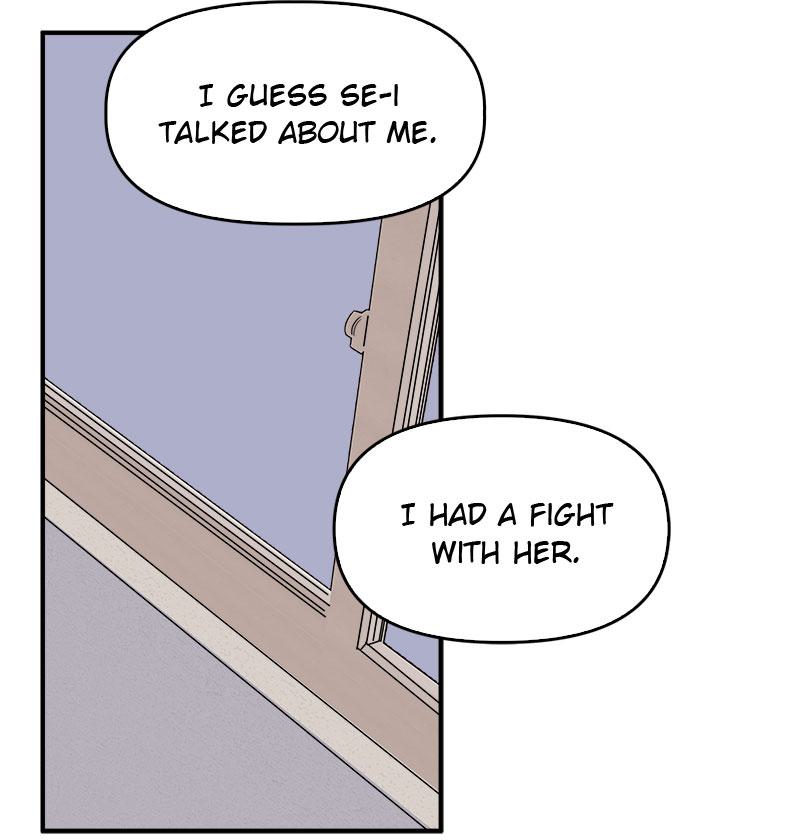 I GUESS SE-I
TALKED ABOUT ME.
I HAD A FIGHT
WITH HER.